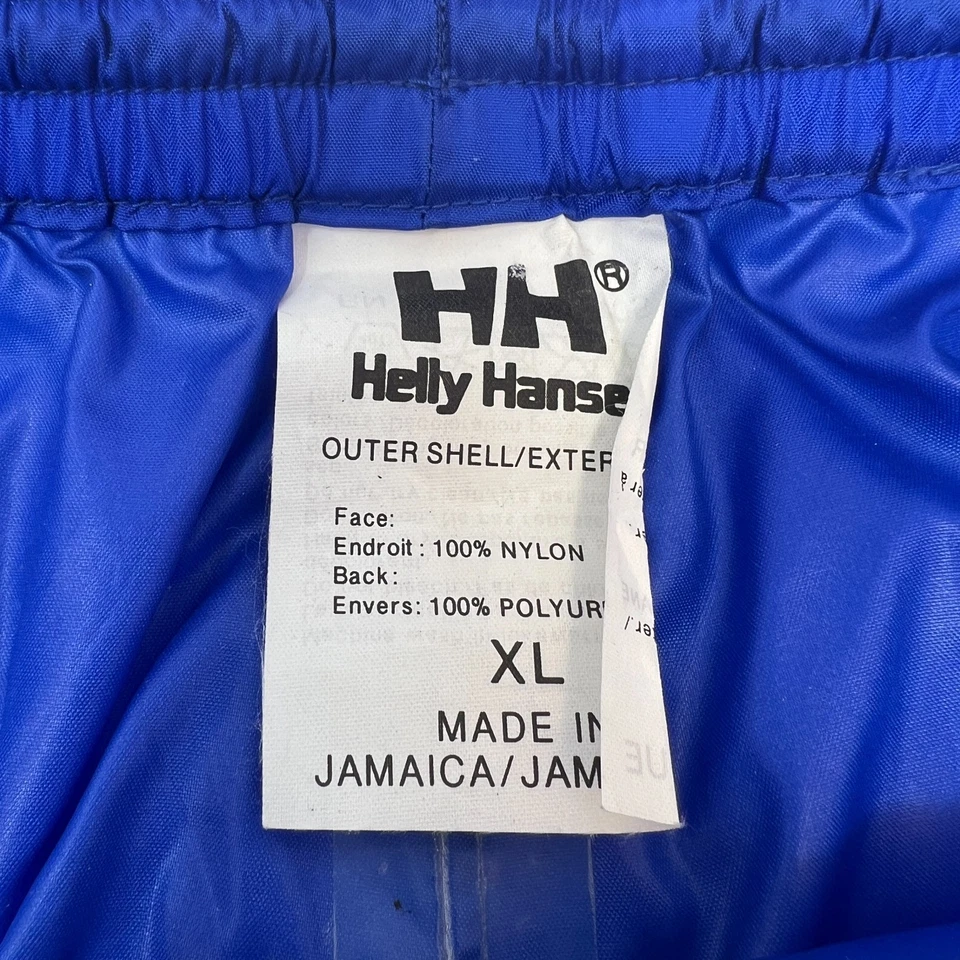 HH®
Helly Hanse
OUTER SHELL/EXTER
Face:
Endroit: 100% NYLON
Back:
Envers: 100% POLYUR
XL
MADE IN
JAMAICA/JAM